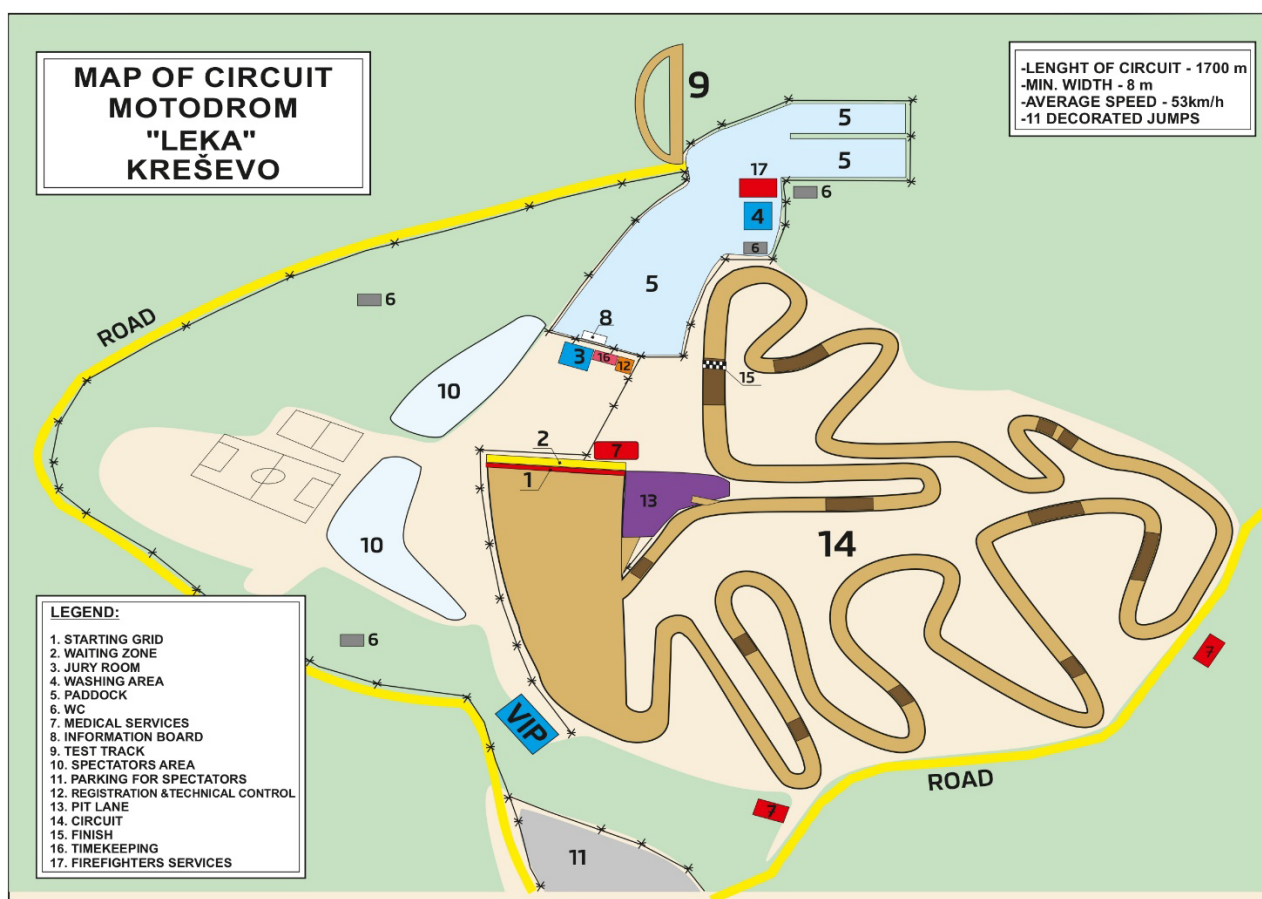 MAP OF CIRCUIT
MOTODROM
"LEKA"
KREŠEVO
-LENGHT OF CIRCUIT - 1700 m
-MIN. WIDTH - 8 m
-AVERAGE SPEED - 53km/h
-11 DECORATED JUMPS
9
5
5
17
6
4
6
5
6
ROAD
8
3
16
12
15
10
2
7
1
13
10
14
6
7
VIP
ROAD
7
11
LEGEND:
1. STARTING GRID
2. WAITING ZONE
3. JURY ROOM
4. WASHING AREA
5. PADDOCK
6. WC
7. MEDICAL SERVICES
8. INFORMATION BOARD
9. TEST TRACK
10. SPECTATORS AREA
11. PARKING FOR SPECTATORS
12. REGISTRATION &TECHNICAL CONTROL
13. PIT LANE
14. CIRCUIT
15. FINISH
16. TIMEKEEPING
17. FIREFIGHTERS SERVICES